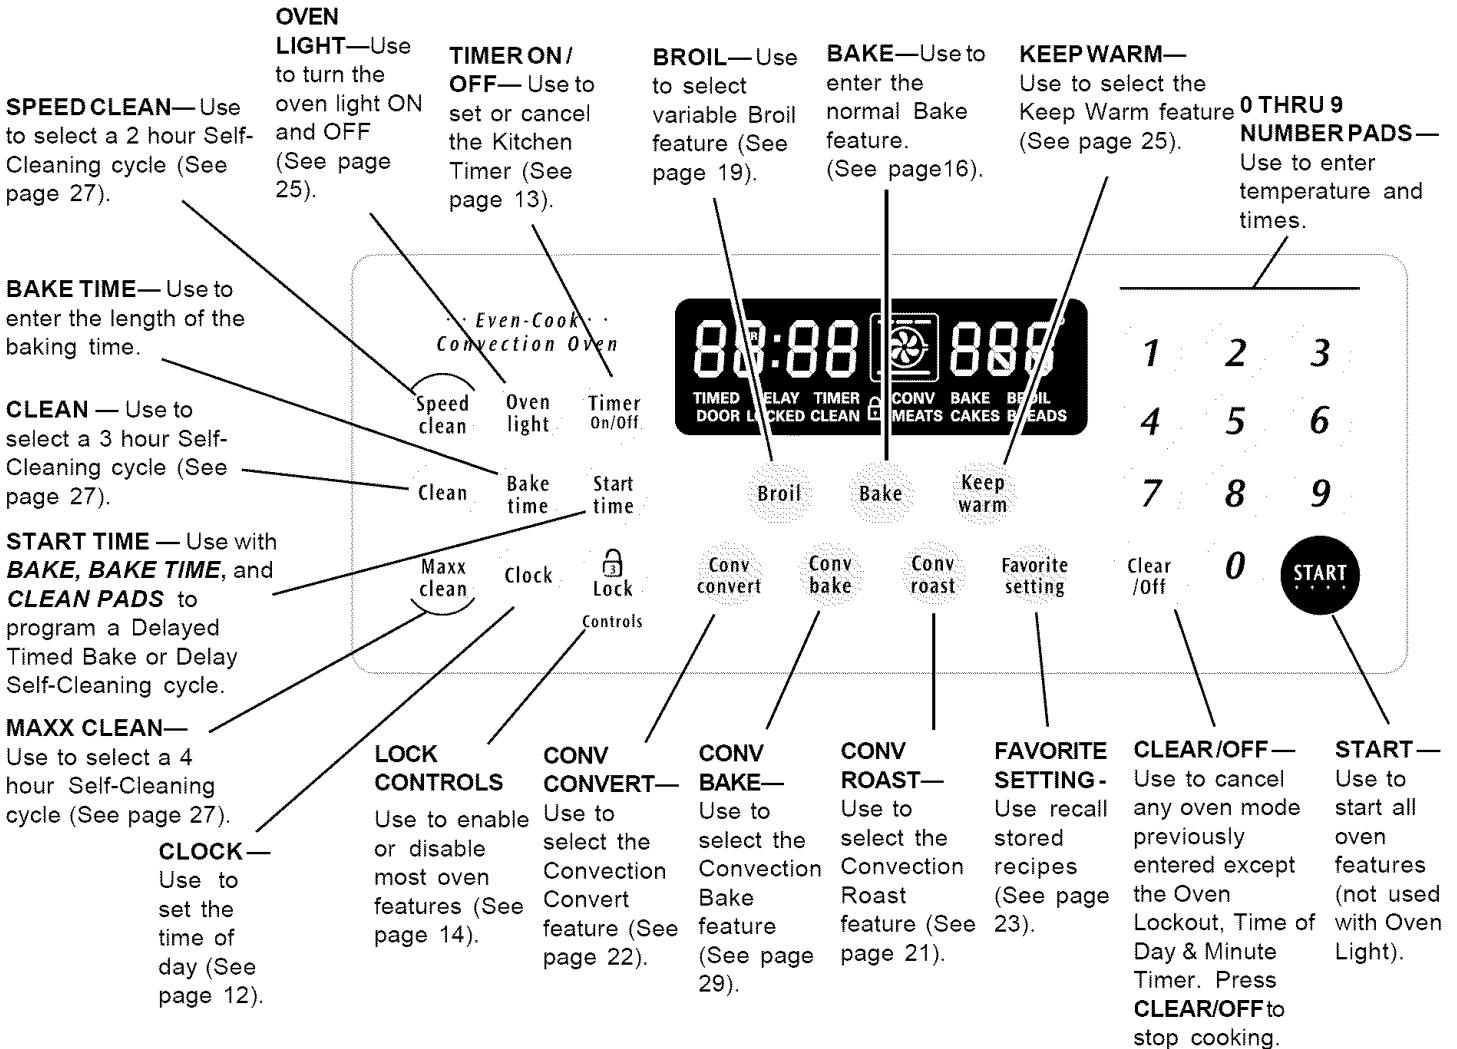 OVEN
LIGHT—Use
to turn the
oven light ON
and OFF
(See page
25).
TIMER ON /
OFF— Use to
set or cancel
the Kitchen
Timer (See
page 13).
BROIL— Use
to select
variable Broil
feature (See
page 19).
BAKE—Use to
enter the
normal Bake
feature.
(See page16).
KEEP WARM—
Use to select the
Keep Warm feature
(See page 25).
0 THRU 9
NUMBER PADS—
Use to enter
temperature and
times.
SPEED CLEAN— Use
to select a 2 hour Self-
Cleaning cycle (See
page 27).
BAKE TIME— Use to
enter the length of the
baking time.
CLEAN — Use to
select a 3 hour Self-
Cleaning cycle (See
page 27).
START TIME — Use with
BAKE, BAKE TIME, and
CLEAN PADS to
program a Delayed
Timed Bake or Delay
Self-Cleaning cycle.
MAXX CLEAN—
Use to select a 4
hour Self-Cleaning
cycle (See page 27).
CLOCK—
Use to
set the
time of
day (See
page 12).
· · Even-Cook · ·
Convection Oven
Speed
clean
Oven
light
Timer
On/Off
Clean
Bake
time
Start
time
Maxx
clean
Clock
3
Lock
Controls
88:88
888°
TIMED DELAY TIMER CONV BAKE BROIL
DOOR LOCKED CLEAN MEATS CAKES BREADS
Broil
Bake
Keep
warm
Conv
convert
Conv
bake
Conv
roast
Favorite
setting
1 2 3
4 5 6
7 8 9
Clear
/Off
0
START
LOCK
CONTROLS
Use to enable
or disable
most oven
features (See
page 14).
CONV
CONVERT—
Use to
select the
Convection
Convert
feature (See
page 22).
CONV
BAKE—
Use to
select the
Convection
Bake
feature
(See page
29).
CONV
ROAST—
Use to
select the
Convection
Roast
feature (See
page 21).
FAVORITE
SETTING-
Use recall
stored
recipes
(See page
23).
CLEAR/OFF—
Use to cancel
any oven mode
previously
entered except
the Oven
Lockout, Time of
Day & Minute
Timer. Press
CLEAR/OFF to
stop cooking.
START—
Use to
start all
oven
features
(not used
with Oven
Light).